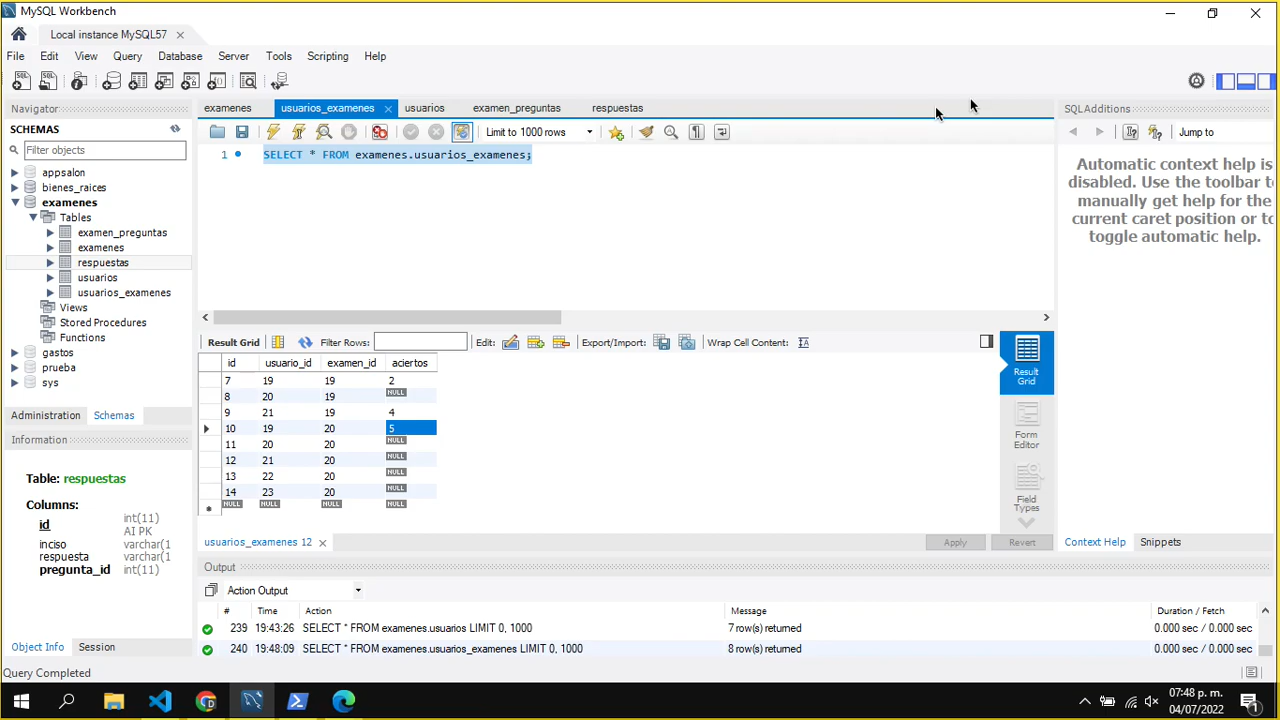 MySQL Workbench
Local instance MySQL57
File Edit View Query Database Server Tools Scripting Help
Navigator
SCHEMAS
Filter objects
appsalon
bienes_raices
examenes
Tables
examen_preguntas
examenes
respuestas
usuarios
usuarios_examenes
Views
Stored Procedures
Functions
gastos
prueba
sys
Administration Schemas
Information
Table: respuestas
Columns:
id int(11)
AI PK
inciso varchar(1
respuesta varchar(1
pregunta_id int(11)
Object Info Session
examenes usuarios_examenes usuarios examen_preguntas respuestas
Limit to 1000 rows
1 SELECT * FROM examenes.usuarios_examenes;
Result Grid Filter Rows: Edit: Export/Import: Wrap Cell Content: IA
id usuario_id examen_id aciertos
7 19 19 2
8 20 19 NULL
9 21 19 4
10 19 20 5
11 20 20 NULL
12 21 20 NULL
13 22 20 NULL
14 23 20 NULL
NULL NULL NULL NULL
Result
Grid
Form
Editor
Field
Types
usuarios_examenes 12 Apply Revert
Output
Action Output
# Time Action Message Duration / Fetch
239 19:43:26 SELECT * FROM examenes.usuarios LIMIT 0, 1000 7 row(s) returned 0.000 sec / 0.000 sec
240 19:48:09 SELECT * FROM examenes.usuarios_examenes LIMIT 0, 1000 8 row(s) returned 0.000 sec / 0.000 sec
SQLAdditions
Jump to
Automatic context help is
disabled. Use the toolbar to
manually get help for the
current caret position or to
toggle automatic help.
Context Help Snippets
Query Completed
07:48 p. m.
04/07/2022
1